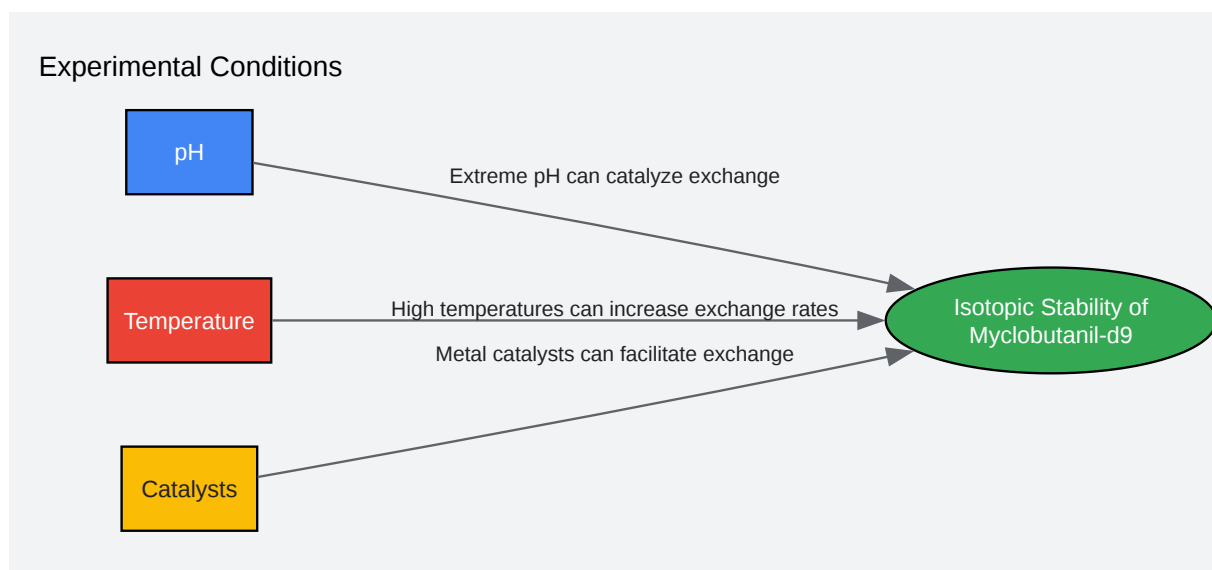 Experimental Conditions
pH
Extreme pH can catalyze exchange
Temperature
High temperatures can increase exchange rates
Isotopic Stability of
Myclobutanil-d9
Metal catalysts can facilitate exchange
Catalysts